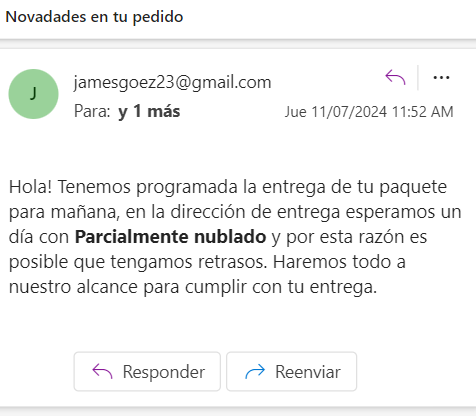 Novadades en tu pedido
J
jamesgoez23@gmail.com
Para: y 1 más
Jue 11/07/2024 11:52 AM
Hola! Tenemos programada la entrega de tu paquete
para mañana, en la dirección de entrega esperamos un
día con Parcialmente nublado y por esta razón es
posible que tengamos retrasos. Haremos todo a
nuestro alcance para cumplir con tu entrega.
Responder
Reenviar